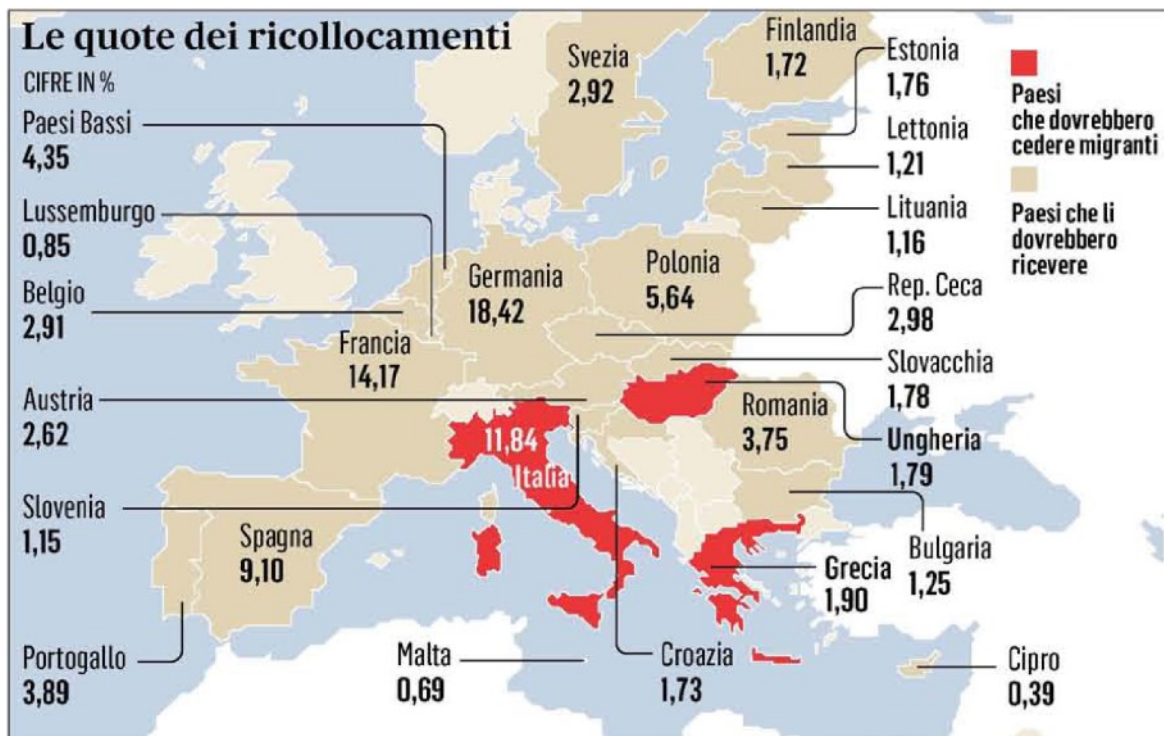 Le quote dei ricollocamenti
CIFRE IN %
Paesi Bassi
4,35
Lussemburgo
0,85
Belgio
2,91
Austria
2,62
Slovenia
1,15
Portogallo
3,89
Svezia
2,92
Finlandia
1,72
Germania
18,42
Polonia
5,64
Francia
14,17
11,84
Italia
Spagna
9,10
Romania
3,75
Malta
0,69
Croazia
1,73
Grecia
1,90
Bulgaria
1,25
Cipro
0,39
Estonia
1,76
Lettonia
1,21
Lituania
1,16
Rep. Ceca
2,98
Slovacchia
1,78
Ungheria
1,79
Paesi
che dovrebbero
cedere migranti
Paesi che li
dovrebbero
ricevere